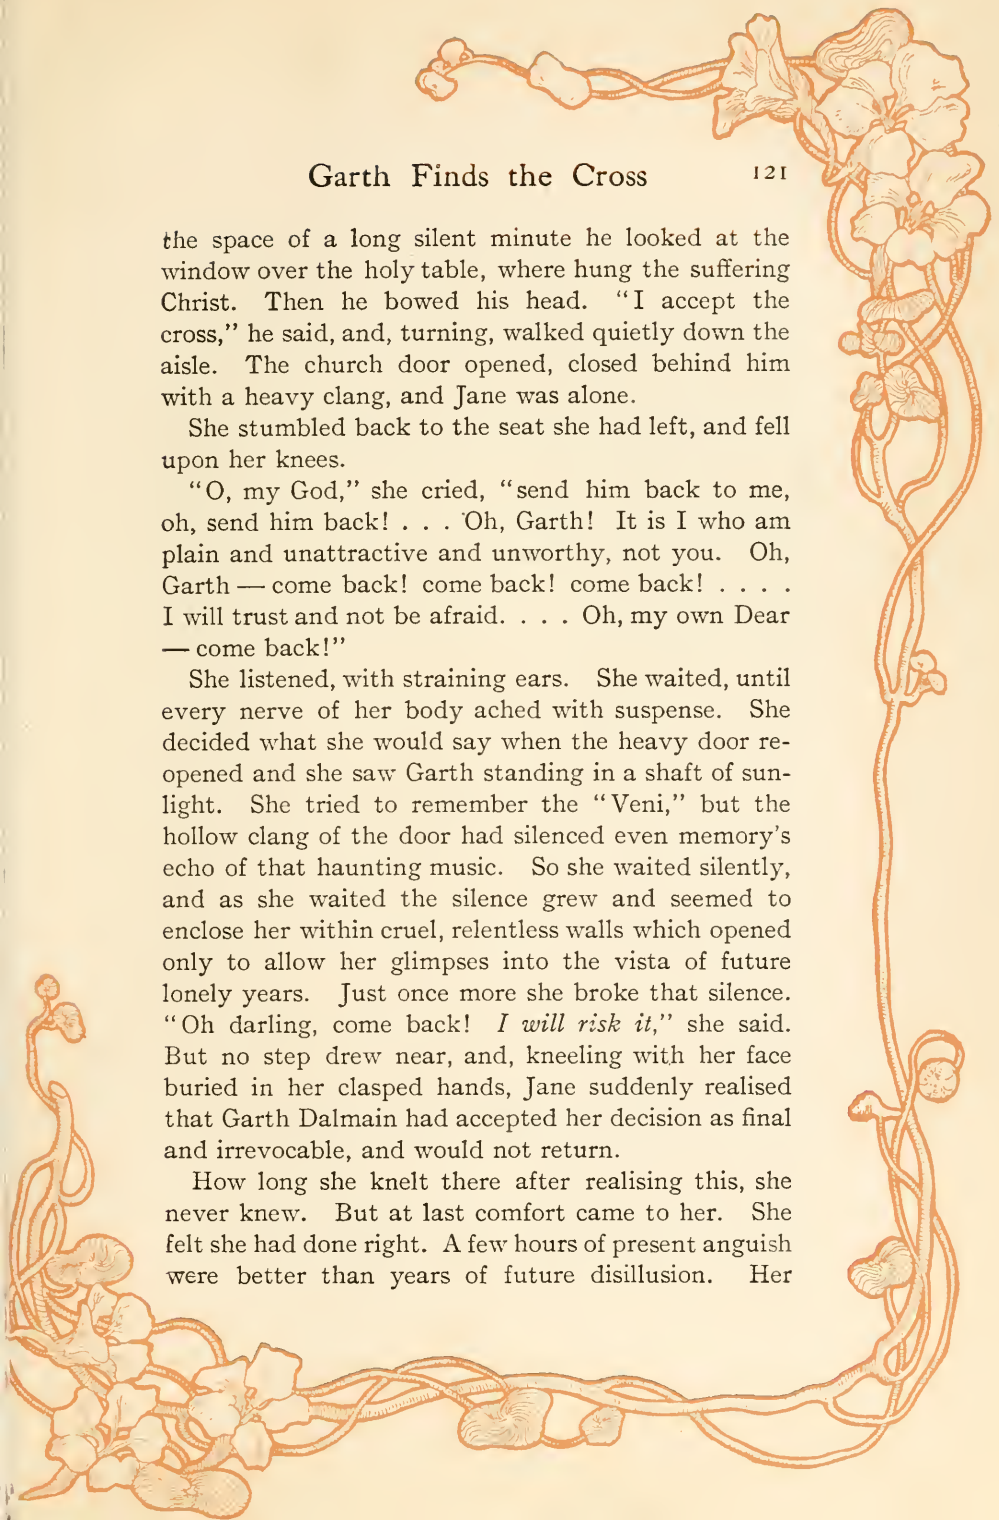 Garth Finds the Cross 121
the space of a long silent minute he looked at the
window over the holy table, where hung the suffering
Christ. Then he bowed his head. “I accept the
cross,” he said, and, turning, walked quietly down the
aisle. The church door opened, closed behind him
with a heavy clang, and Jane was alone.
She stumbled back to the seat she had left, and fell
upon her knees.
“O, my God,” she cried, “send him back to me,
oh, send him back! . . . Oh, Garth! It is I who am
plain and unattractive and unworthy, not you. Oh,
Garth — come back! come back! come back! . . . .
I will trust and not be afraid. . . . Oh, my own Dear
— come back!”
She listened, with straining ears. She waited, until
every nerve of her body ached with suspense. She
decided what she would say when the heavy door re-
opened and she saw Garth standing in a shaft of sun-
light. She tried to remember the “Veni,” but the
hollow clang of the door had silenced even memory’s
echo of that haunting music. So she waited silently,
and as she waited the silence grew and seemed to
enclose her within cruel, relentless walls which opened
only to allow her glimpses into the vista of future
lonely years. Just once more she broke that silence.
“Oh darling, come back! I will risk it,” she said.
But no step drew near, and, kneeling with her face
buried in her clasped hands, Jane suddenly realised
that Garth Dalmain had accepted her decision as final
and irrevocable, and would not return.
How long she knelt there after realising this, she
never knew. But at last comfort came to her. She
felt she had done right. A few hours of present anguish
were better than years of future disillusion. Her